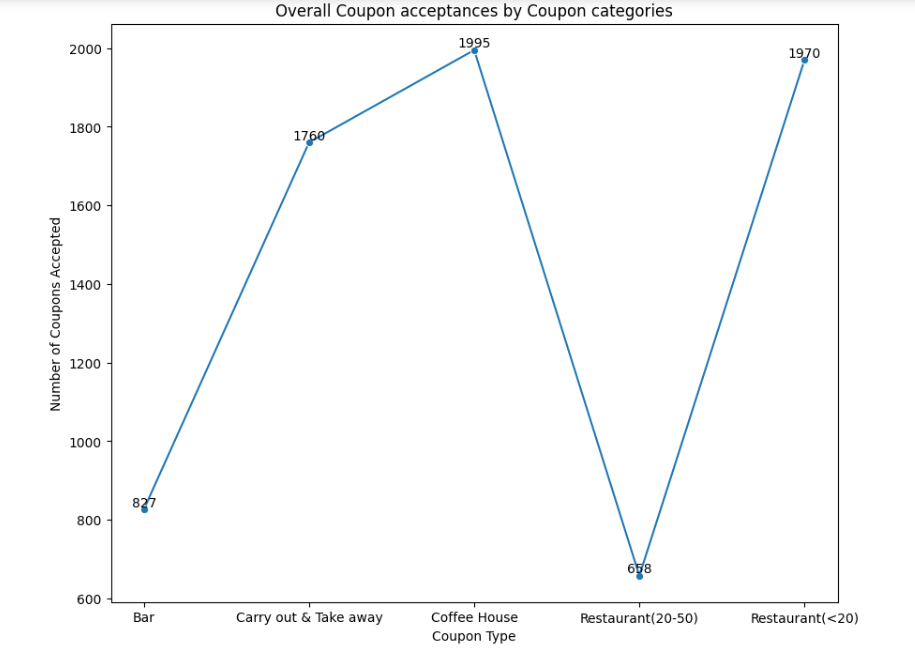 Overall Coupon acceptances by Coupon categories
Number of Coupons Accepted
2000
1800
1600
1400
1200
1000
800
600
827
1760
1995
658
1970
Bar
Carry out & Take away
Coffee House
Restaurant(20-50)
Restaurant(<20)
Coupon Type